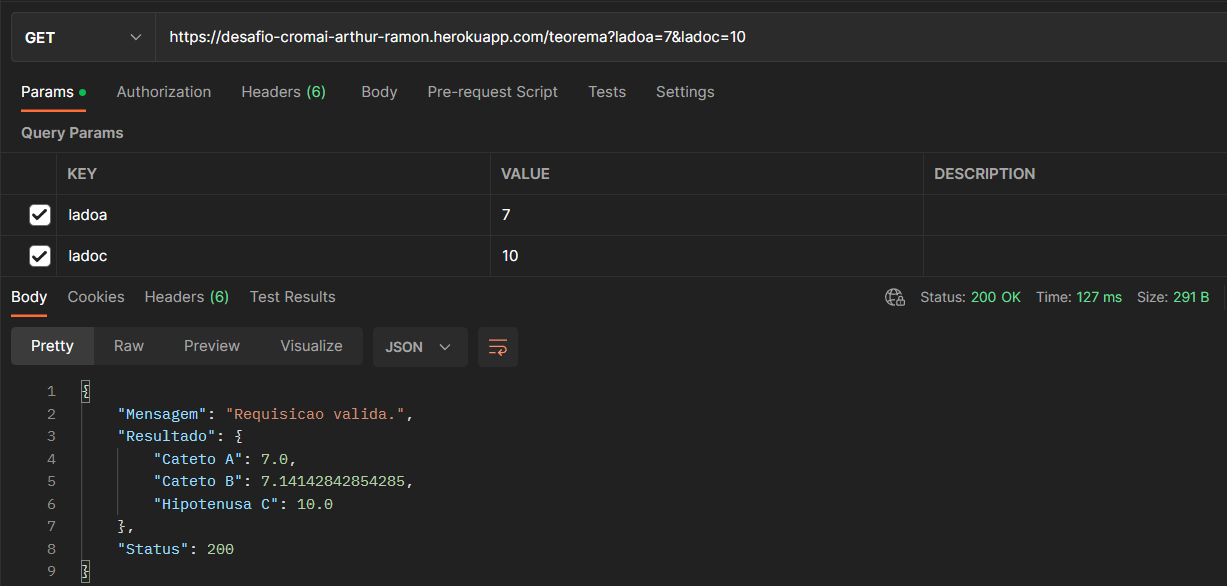 GET https://desafio-cromai-arthur-ramon.herokuapp.com/teorema?ladoa=7&ladoc=10
Params Authorization Headers (6) Body Pre-request Script Tests Settings
Query Params
KEY VALUE DESCRIPTION
ladoa 7
ladoc 10
Body Cookies Headers (6) Test Results Status: 200 OK Time: 127 ms Size: 291 B
Pretty Raw Preview Visualize JSON
1 {
2 "Mensagem": "Requisicao valida.",
3 "Resultado": {
4 "Cateto A": 7.0,
5 "Cateto B": 7.14142842854285,
6 "Hipotenusa C": 10.0
7 },
8 "Status": 200
9 }